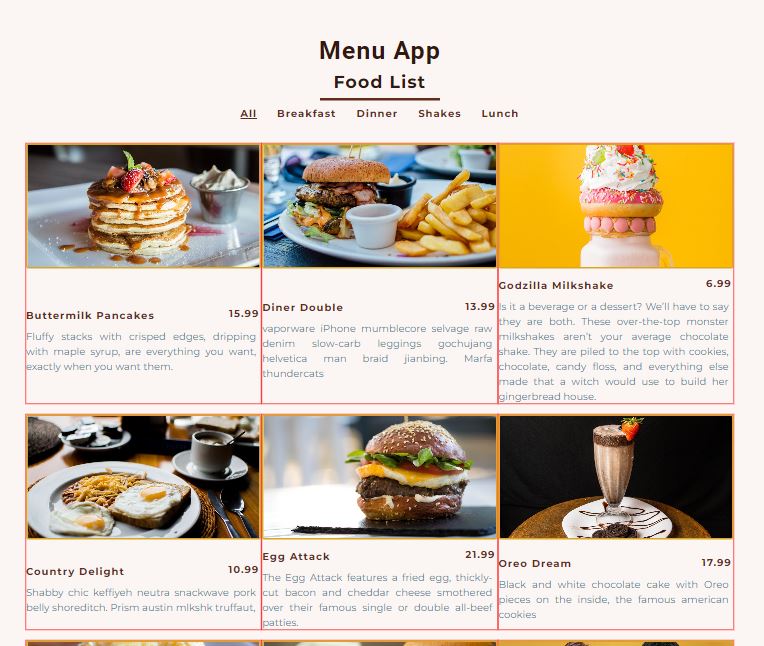 Menu App
Food List
All Breakfast Dinner Shakes Lunch
Buttermilk Pancakes 15.99
Fluffy stacks with crisped edges, dripping
with maple syrup, are everything you want,
exactly when you want them.
Diner Double 13.99
vaporware iPhone mumblecore selvage raw
denim slow-carb leggings gochujang
helvetica man braid jianbing. Marfa
thundercats
Godzilla Milkshake 6.99
Is it a beverage or a dessert? We'll have to say
they are both. These over-the-top monster
milkshakes aren't your average chocolate
shake. They are piled to the top with cookies,
chocolate, candy floss, and everything else
made that a witch would use to build her
gingerbread house.
Country Delight 10.99
Shabby chic keffiyeh neutra snackwave pork
belly shoreditch. Prism austin mlkshk truffaut,
Egg Attack 21.99
The Egg Attack features a fried egg, thickly-
cut bacon and cheddar cheese smothered
over their famous single or double all-beef
patties.
Oreo Dream 17.99
Black and white chocolate cake with Oreo
pieces on the inside, the famous american
cookies